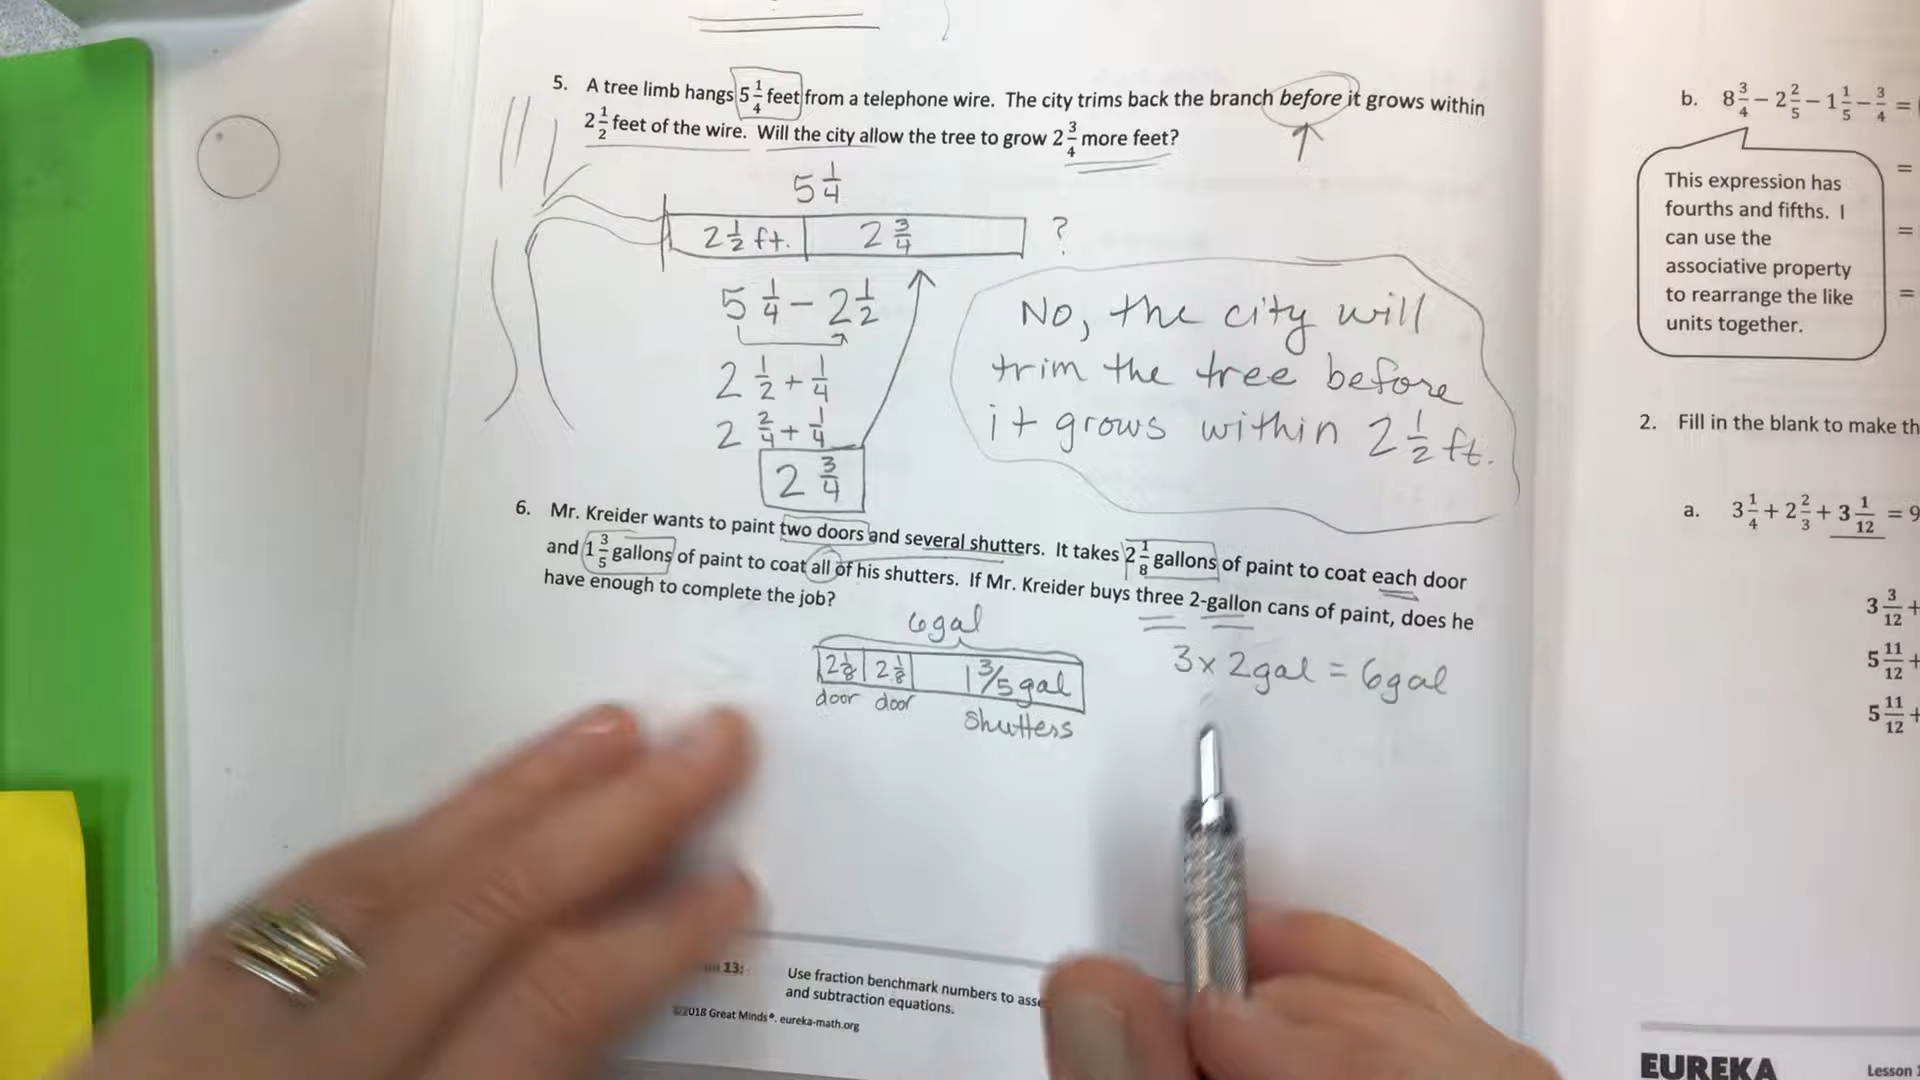 5. A tree limb hangs 5 1/4 feet from a telephone wire. The city trims back the branch before it grows within
2 1/2 feet of the wire. Will the city allow the tree to grow 2 3/4 more feet?
5 1/4
2 1/2 ft. 2 3/4 ?
5 1/4 - 2 1/2
2 1/2 + 1/4
2 2/4 + 1/4
2 3/4
No, the city will
trim the tree before
it grows within 2 1/2 ft.
6. Mr. Kreider wants to paint two doors and several shutters. It takes 2 1/8 gallons of paint to coat each door
and 1 3/5 gallons of paint to coat all of his shutters. If Mr. Kreider buys three 2-gallon cans of paint, does he
have enough to complete the job?
6gal
2 1/8 2 1/8 1 3/5 gal
door door shutters
3 x 2gal = 6gal
13: Use fraction benchmark numbers to
and subtraction equations.
©2018 Great Minds®. eureka-math.org
b. 8 3/4 - 2 2/5 - 1 1/5 - 3/4 =
=
=
=
This expression has
fourths and fifths. I
can use the
associative property
to rearrange the like
units together.
2. Fill in the blank to make
a. 3 1/4 + 2 2/3 + 3 1/12 = 9
3 3/12 +
5 11/12 +
5 11/12 +
EUREKA
Lesson